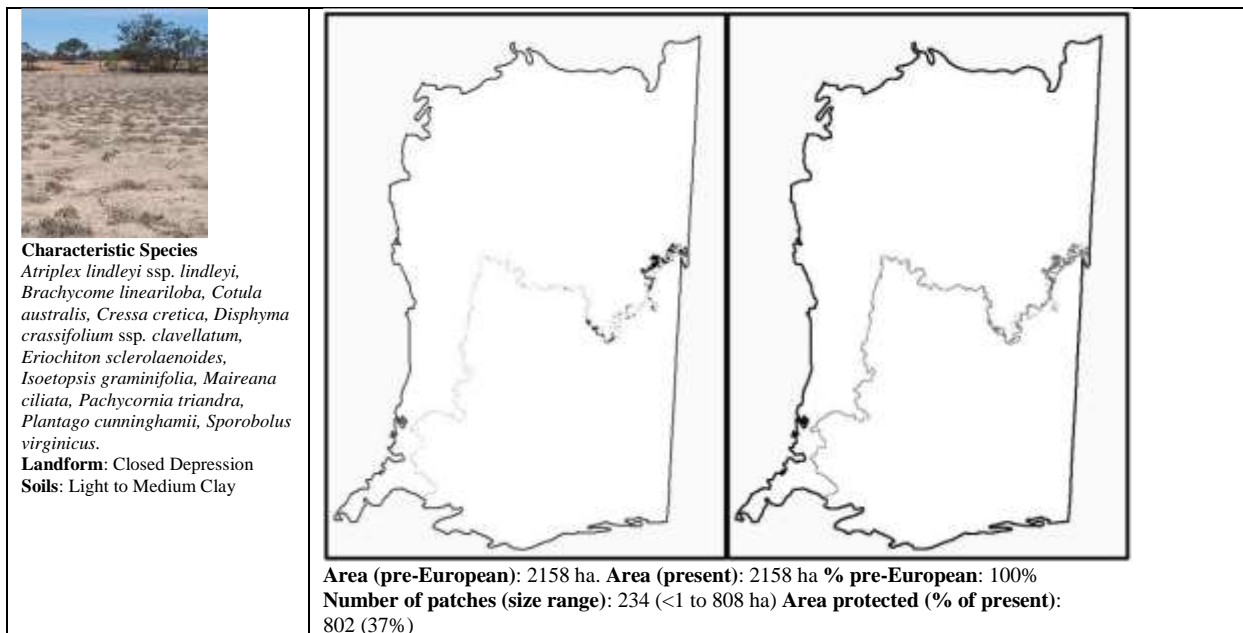 Characteristic Species
Atriplex lindleyi ssp. lindleyi,
Brachycome lineariloba, Cotula
australis, Cressa cretica, Disphyma
crassifolium ssp. clavellatum,
Eriochiton sclerolaenoides,
Isoetopsis graminifolia, Maireana
ciliata, Pachycornia triandra,
Plantago cunninghamii, Sporobolus
virginicus.
Landform: Closed Depression
Soils: Light to Medium Clay
Area (pre-European): 2158 ha. Area (present): 2158 ha % pre-European: 100%
Number of patches (size range): 234 (<1 to 808 ha) Area protected (% of present):
802 (37%)